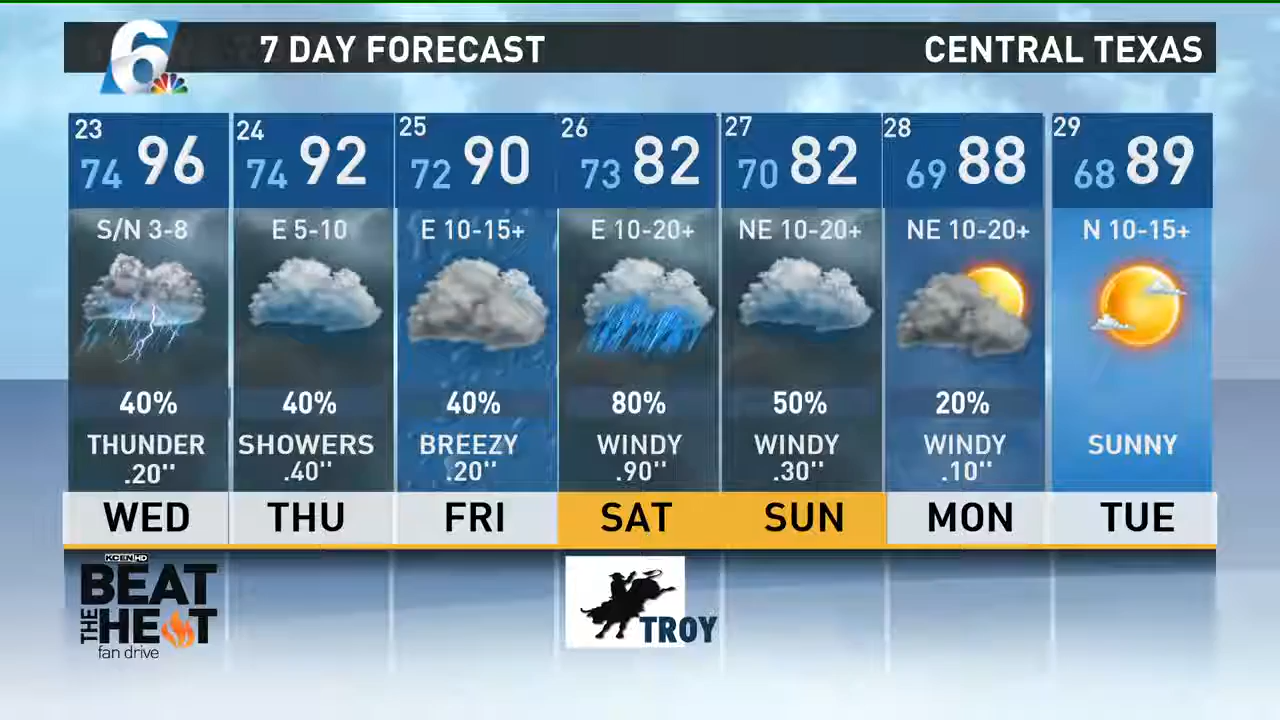 6
7 DAY FORECAST
CENTRAL TEXAS
23
74 96
S/N 3-8
40%
THUNDER
.20"
WED
24
74 92
E 5-10
40%
SHOWERS
.40"
THU
25
72 90
E 10-15+
40%
BREEZY
.20"
FRI
26
73 82
E 10-20+
80%
WINDY
.90"
SAT
27
70 82
NE 10-20+
50%
WINDY
.30"
SUN
28
69 88
NE 10-20+
20%
WINDY
.10"
MON
29
68 89
N 10-15+
SUNNY
TUE
KCEN HD
BEAT
THE HEAT
fan drive
TROY